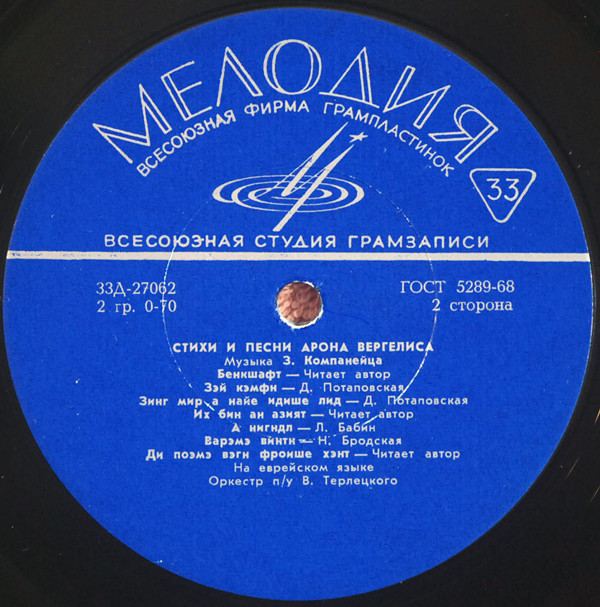 МЕЛОДИЯ
ВСЕСОЮЗНАЯ ФИРМА ГРАМПЛАСТИНОК
33
ВСЕСОЮЗНАЯ СТУДИЯ ГРАМЗАПИСИ
33Д-27062
ГОСТ 5289-68
2 гр. 0-70
2 сторона
СТИХИ И ПЕСНИ АРОНА ВЕРГЕЛИСА
Музыка З. Компанейца
Бенкшафт — Читает автор
Зэй кэмфн — Д. Потаповская
Зинг мир а найе идише лид — Д. Потаповская
Их бин ан азият — Читает автор
А нигндл — Л. Бабин
Варэмэ винтн — Н. Бродская
Ди поэмэ вэгн фроише хэнт — Читает автор
На еврейском языке
Оркестр п/у В. Терлецкого